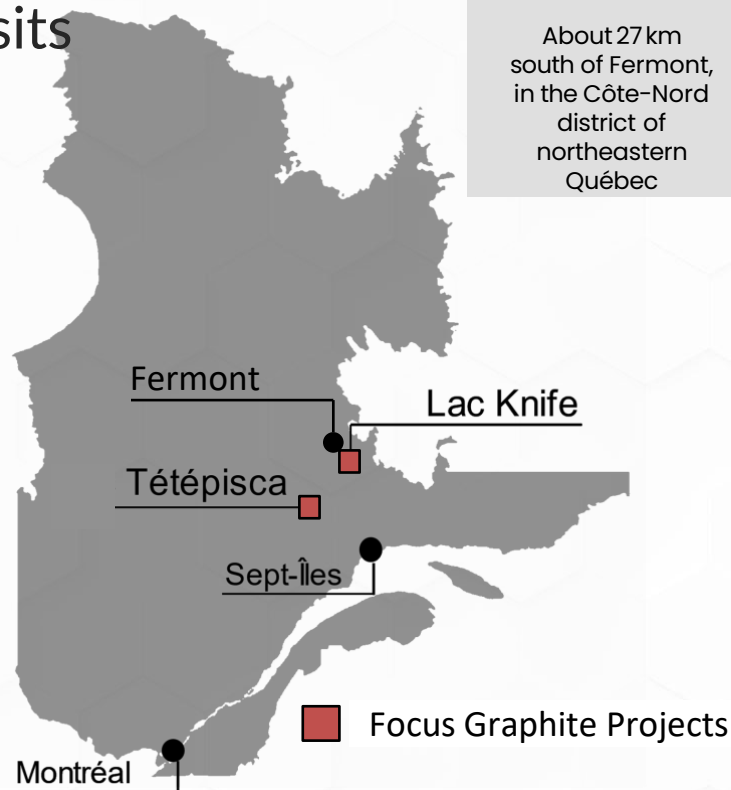 sits
About 27 km
south of Fermont,
in the Côte-Nord
district of
northeastern
Québec
Fermont
Lac Knife
Tétépisca
Sept-Îles
Focus Graphite Projects
Montréal